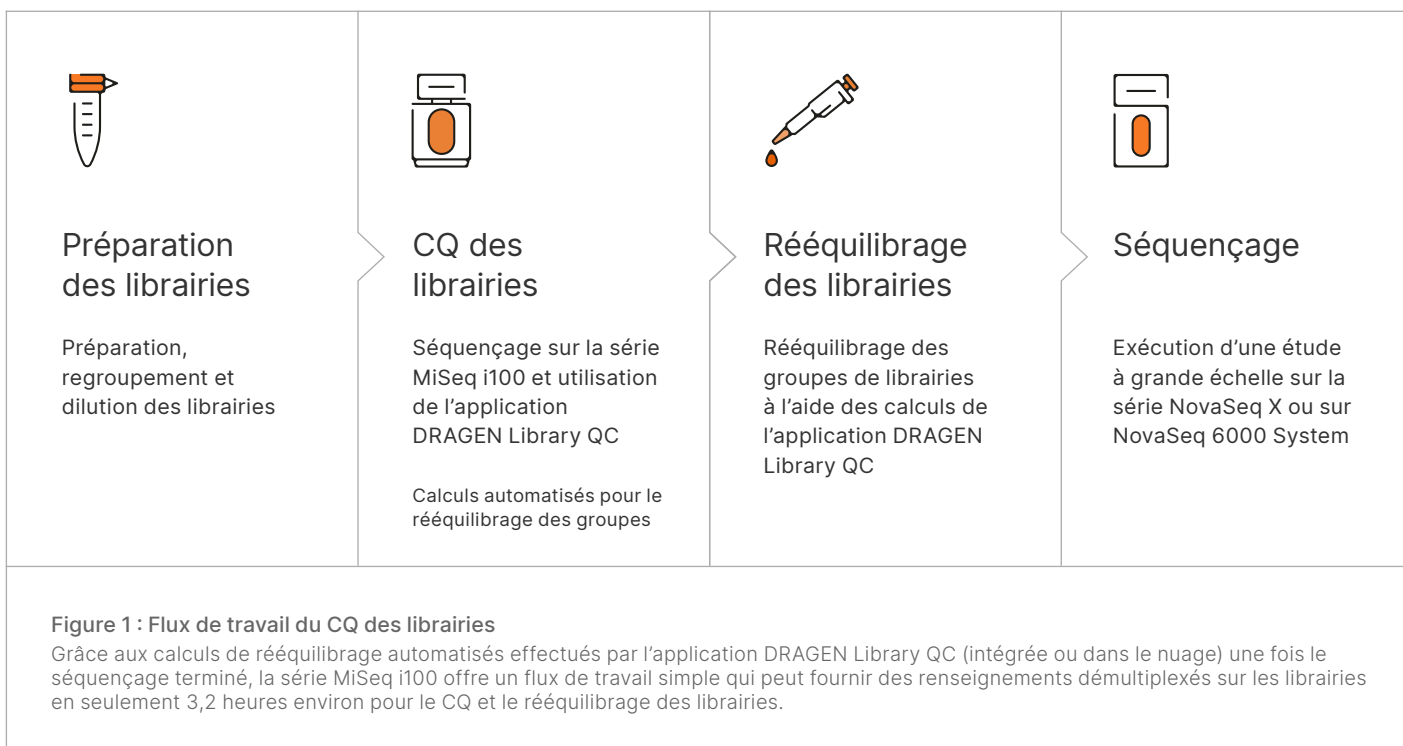 Préparation
des librairies
Préparation,
regroupement et
dilution des librairies
CQ des
librairies
Séquençage sur la série
MiSeq i100 et utilisation
de l’application
DRAGEN Library QC
Calculs automatisés pour le
rééquilibrage des groupes
Rééquilibrage
des librairies
Rééquilibrage des
groupes de librairies
à l’aide des calculs de
l’application DRAGEN
Library QC
Séquençage
Exécution d’une étude
à grande échelle sur la
série NovaSeq X ou sur
NovaSeq 6000 System
Figure 1 : Flux de travail du CQ des librairies
Grâce aux calculs de rééquilibrage automatisés effectués par l’application DRAGEN Library QC (intégrée ou dans le nuage) une fois le
séquençage terminé, la série MiSeq i100 offre un flux de travail simple qui peut fournir des renseignements démultiplexés sur les librairies
en seulement 3,2 heures environ pour le CQ et le rééquilibrage des librairies.